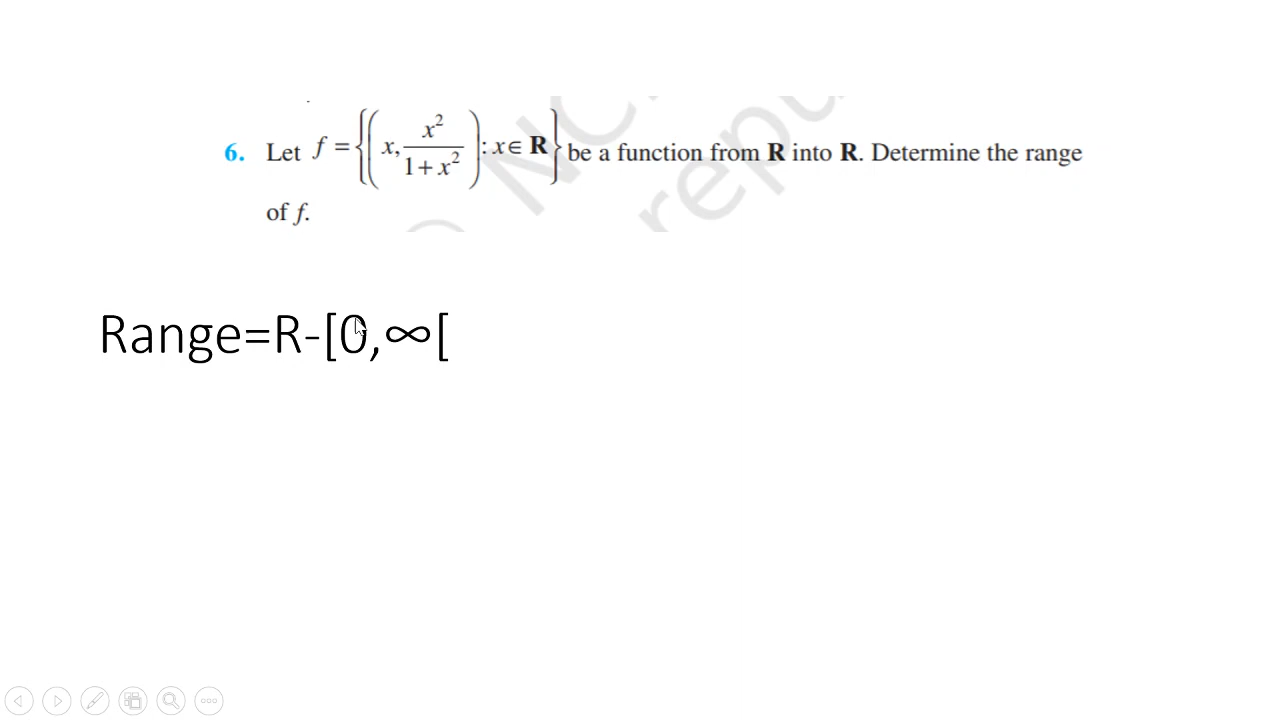 6. Let f = {(x, x²/(1+x²)) : x ∈ R} be a function from R into R. Determine the range
of f.
Range=R-[0,∞[